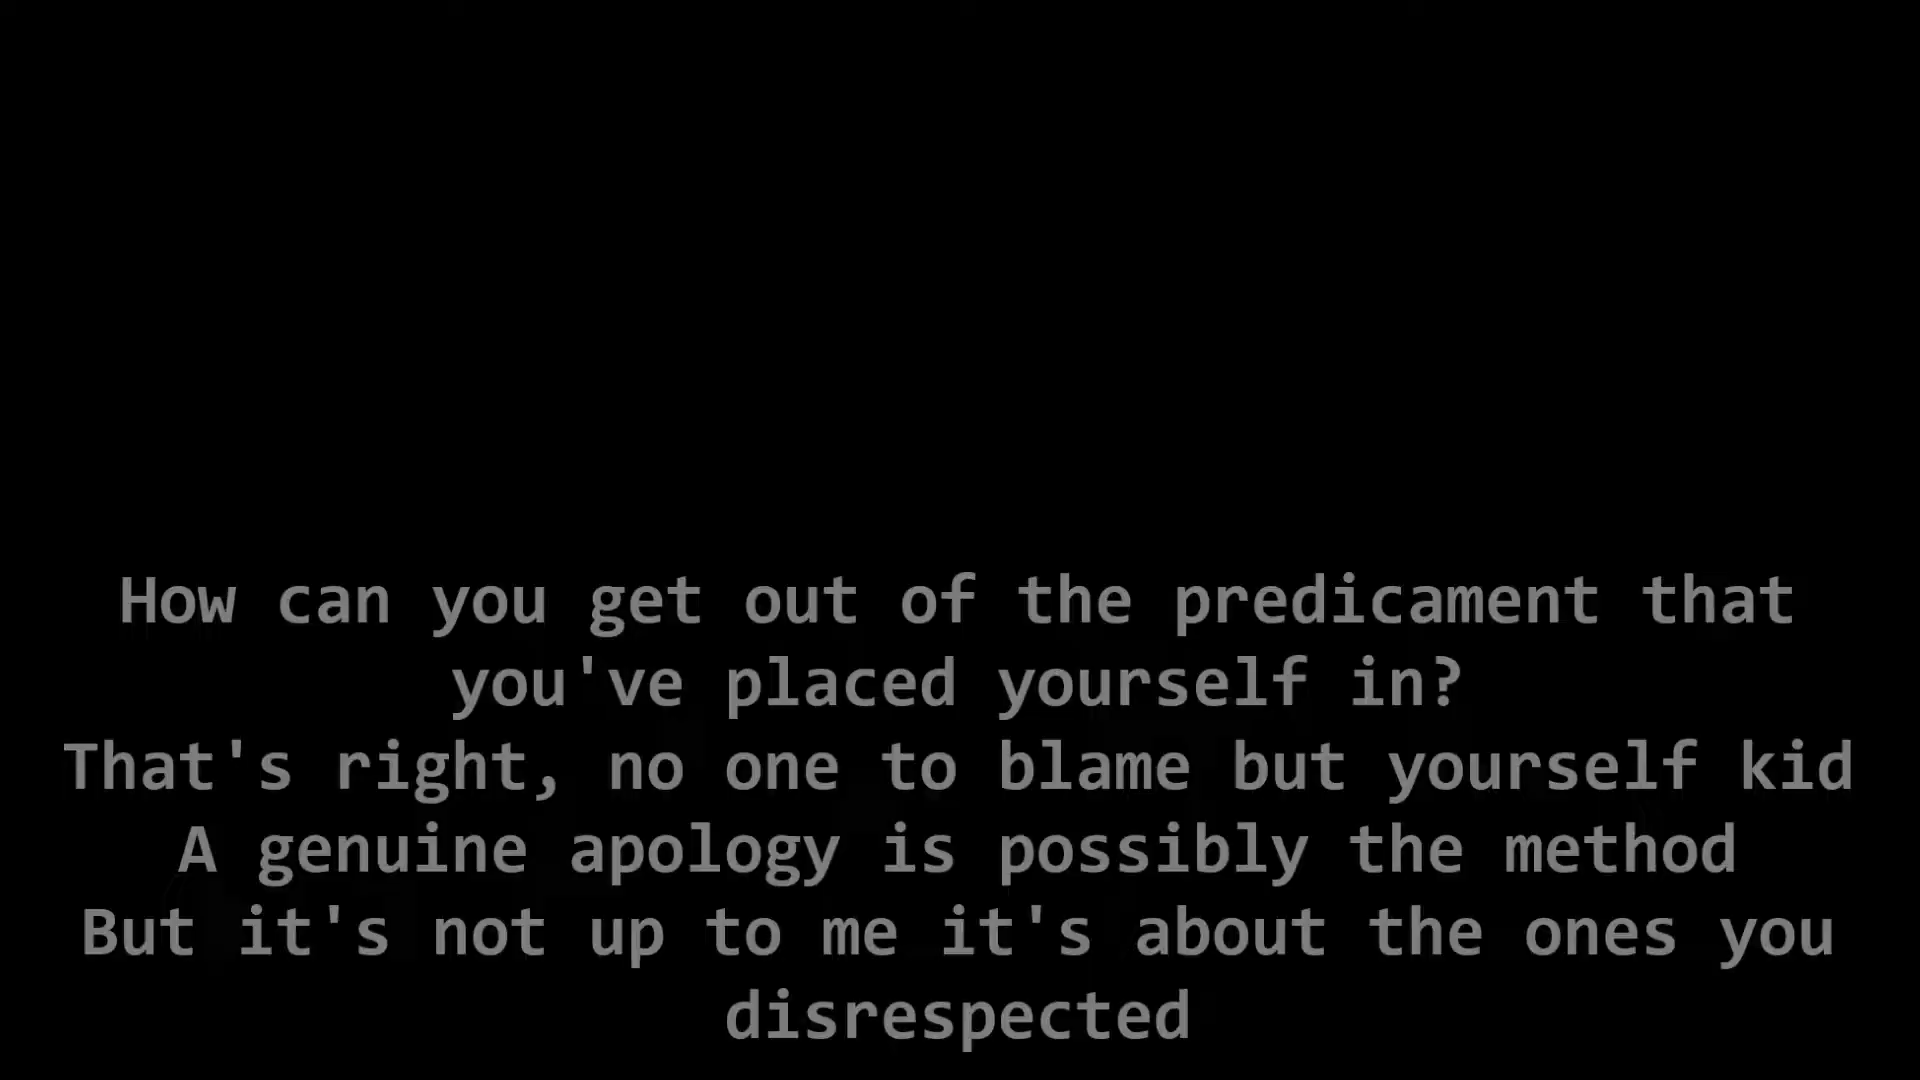 How can you get out of the predicament that
you've placed yourself in?
That's right, no one to blame but yourself kid
A genuine apology is possibly the method
But it's not up to me it's about the ones you
disrespected